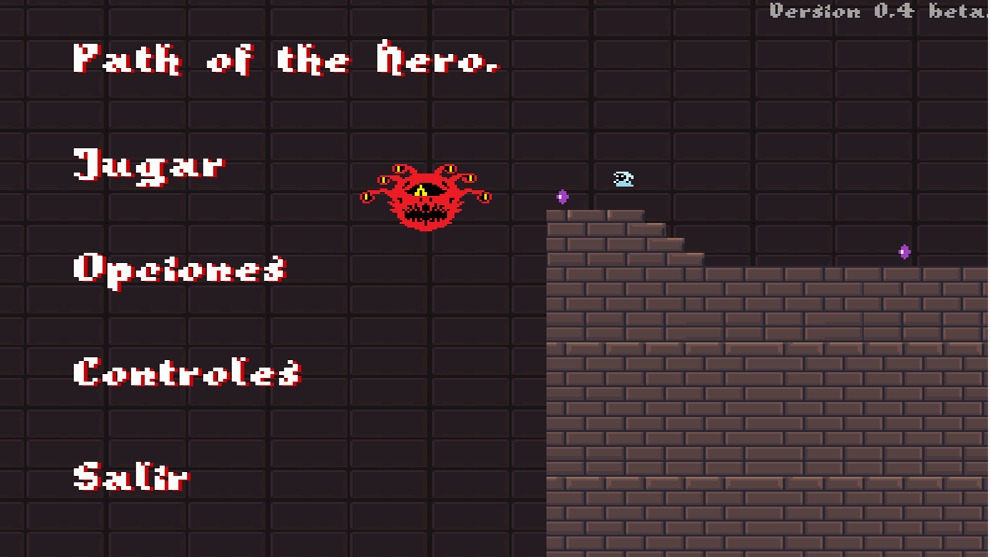 Version 0.4 beta.
Path of the hero.
Jugar
Opciones
Controles
Salir